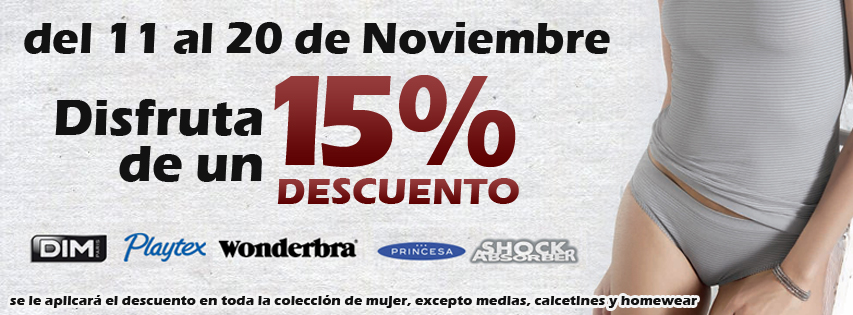 del 11 al 20 de Noviembre
Disfruta
de un
15%
DESCUENTO
DIM PARIS
Playtex
Wonderbra
PRINCESA
SHOCK
ABSORBER
se le aplicará el descuento en toda la colección de mujer, excepto medias, calcetines y homewear